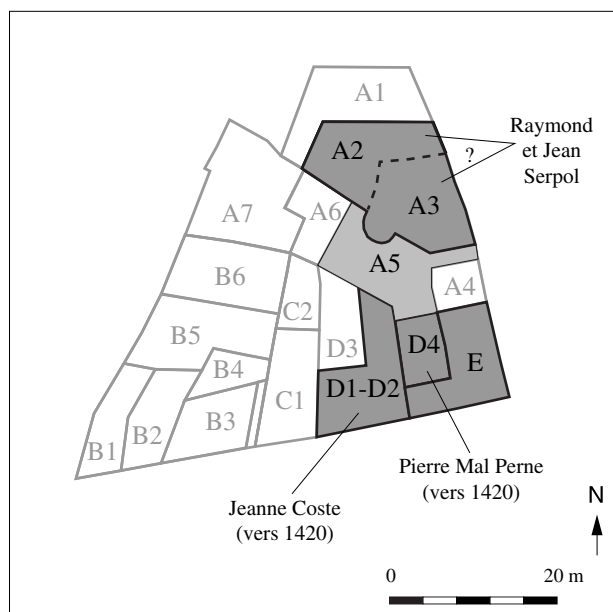 A1
A2
Raymond
et Jean
Serpol
?
A3
A7
A6
A5
B6
A4
C2
B5
D3
D4
B4
E
D1-D2
C1
B3
B2
B1
Pierre Mal Perne
(vers 1420)
Jeanne Coste
(vers 1420)
N
0
20 m